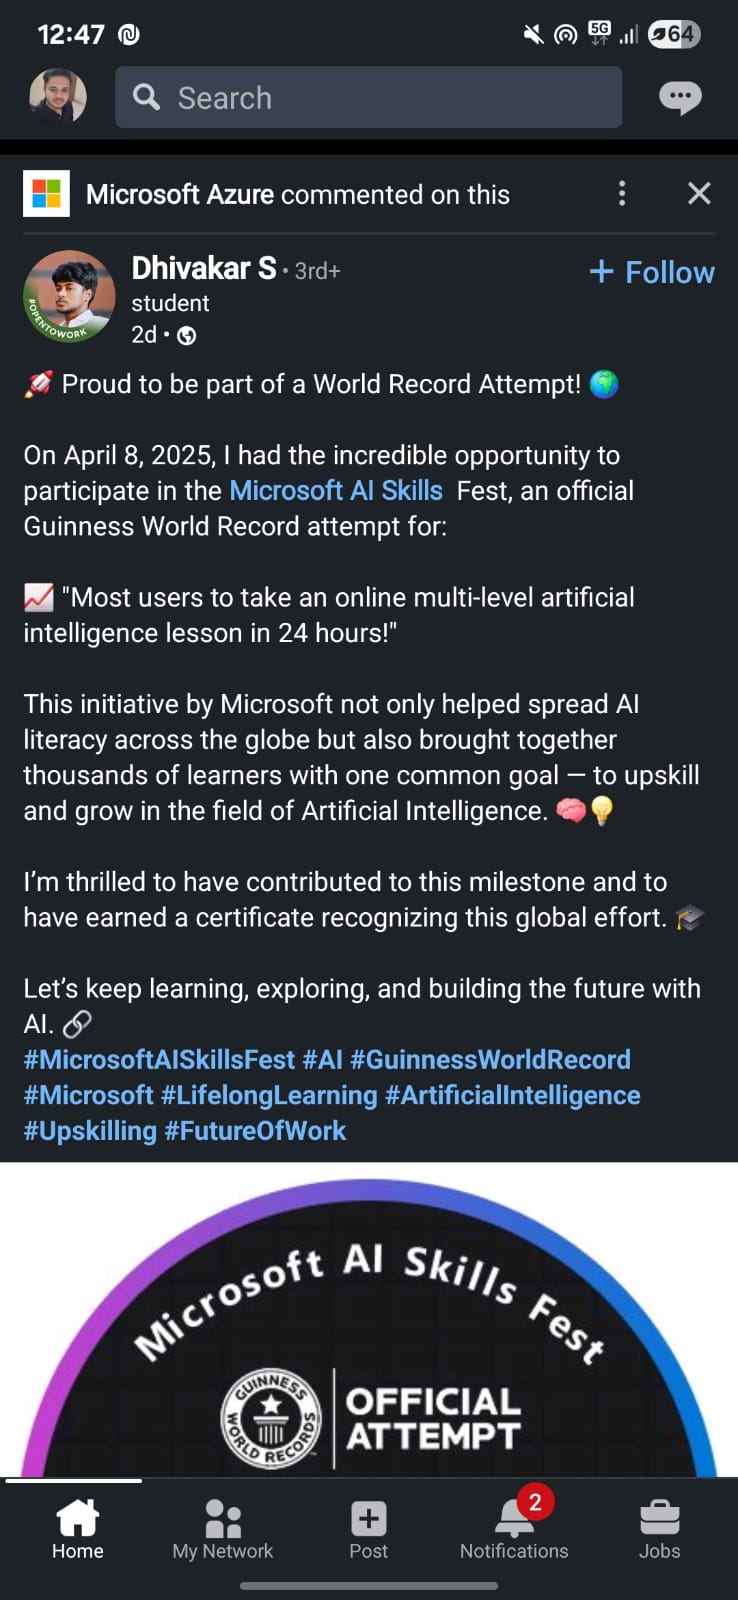 12:47
5G
64
Search
Microsoft Azure commented on this
Dhivakar S • 3rd+
+ Follow
student
2d •
#OPENTOWORK
🚀 Proud to be part of a World Record Attempt! 🌍
On April 8, 2025, I had the incredible opportunity to
participate in the Microsoft AI Skills Fest, an official
Guinness World Record attempt for:
📈 "Most users to take an online multi-level artificial
intelligence lesson in 24 hours!"
This initiative by Microsoft not only helped spread AI
literacy across the globe but also brought together
thousands of learners with one common goal — to upskill
and grow in the field of Artificial Intelligence. 🧠💡
I’m thrilled to have contributed to this milestone and to
have earned a certificate recognizing this global effort. 🎓
Let’s keep learning, exploring, and building the future with
AI. 🔗
#MicrosoftAISkillsFest #AI #GuinnessWorldRecord
#Microsoft #LifelongLearning #ArtificialIntelligence
#Upskilling #FutureOfWork
Microsoft AI Skills Fest
GUINNESS WORLD RECORDS
OFFICIAL
ATTEMPT
2
Home
My Network
Post
Notifications
Jobs